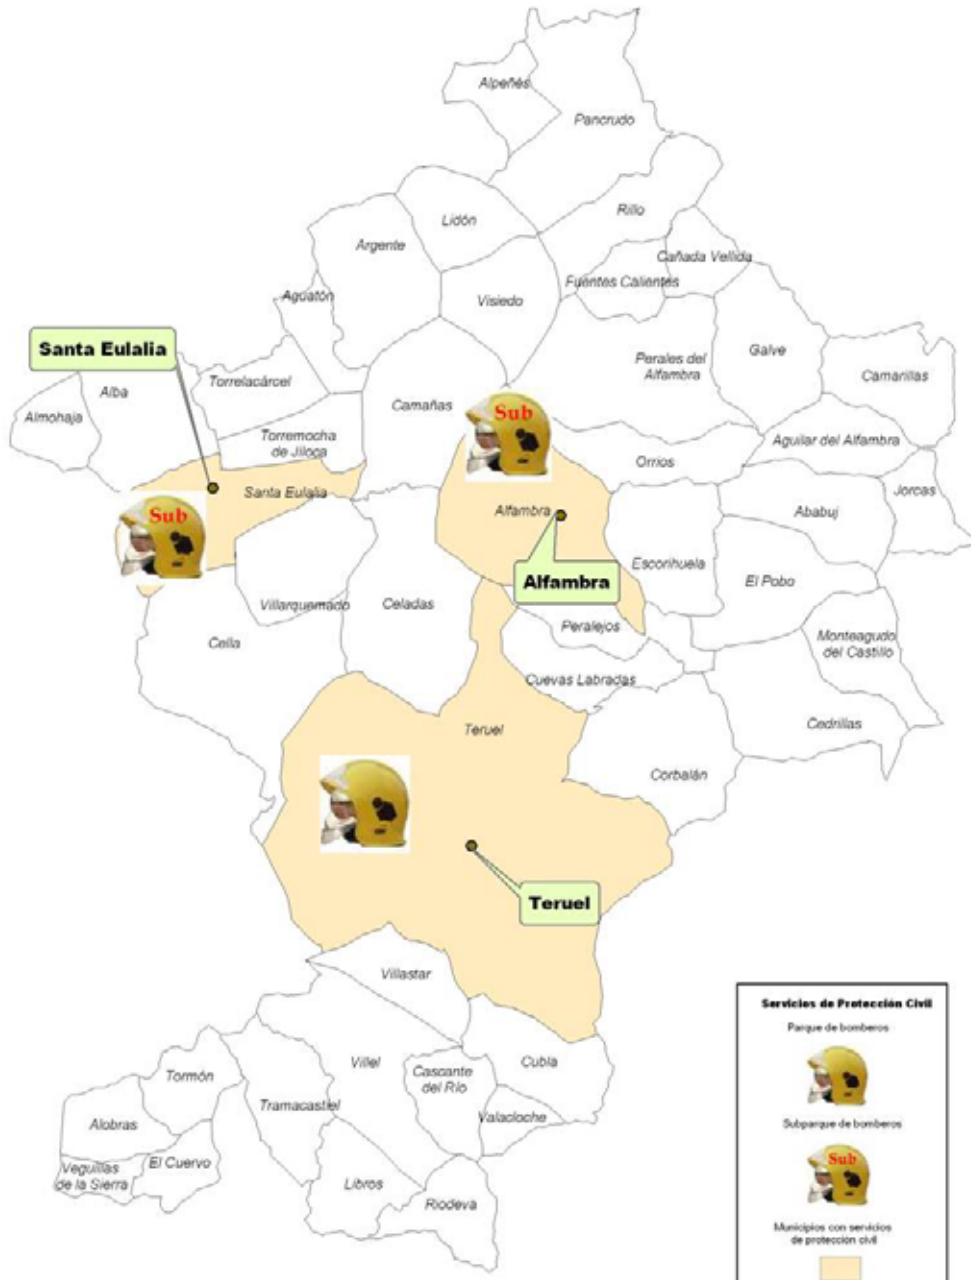 Alpeñés
Pancrudo
Rillo
Lidón
Argente
Cañada Vellida
Fuentes Calientes
Aguatón
Visiedo
Santa Eulalia
Galve
Perales del
Alfambra
Camarillas
Torrelacárcel
Alba
Almohaja
Camañas
Sub
Torremocha
de Jiloca
Aguilar del Alfambra
Orrios
Santa Eulalia
Jorcas
Sub
Alfambra
Ababuj
Escorihuela
Alfambra
El Pobo
Villarquemado
Celadas
Peralejos
Cella
Monteagudo
del Castillo
Cuevas Labradas
Teruel
Cedrillas
Corbalán
Teruel
Villastar
Villel
Cubla
Cascante
del Río
Tormón
Tramacastiel
Valacloche
Alobras
El Cuervo
Veguillas
de la Sierra
Libros
Riodeva
Servicios de Protección Civil
Parque de bomberos
Subparque de bomberos
Sub
Municipios con servicios
de protección civil